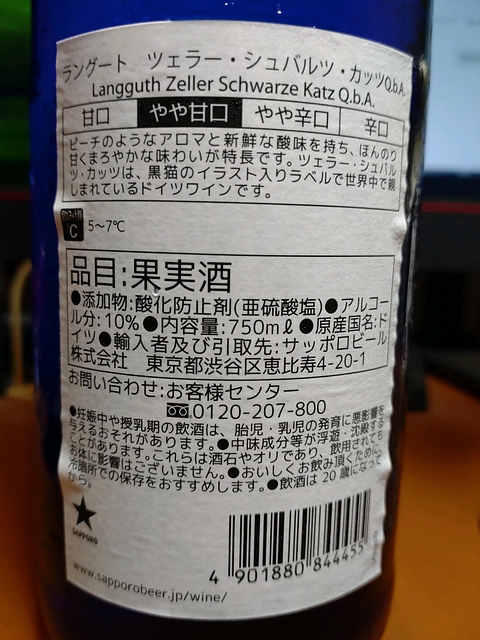 ラングート ツェラー・シュバルツ・カッツQ.b.A.
Langguth Zeller Schwarze Katz Q.b.A.
甘口 やや甘口 やや辛口 辛口
ピーチのようなアロマと新鮮な酸味を持ち、ほんのり
甘くまろやかな味わいが特長です。ツェラー・シュバル
ツ・カッツは、黒猫のイラスト入りラベルで世界中で親
しまれているドイツワインです。
℃ 5〜7℃
品目:果実酒
●添加物:酸化防止剤(亜硫酸塩)●アルコー
ル分:10%●内容量:750mℓ●原産国名:ド
イツ●輸入者及び引取先:サッポロビール
株式会社 東京都渋谷区恵比寿4-20-1
お問い合わせ:お客様センター
0120-207-800
●妊娠中や授乳期の飲酒は、胎児・乳児の発育に悪影響を
与えるおそれがあります。●中味成分等が浮遊・沈殿する
ことがあります。これらは酒石やオリであり、飲用されても
お体に影響はございません。●おいしくお飲み頂くために
冷暗所での保存をおすすめします。●飲酒は20歳になって
から。
SAPPORO
www.sapporobeer.jp/wine/
4 901880 844455